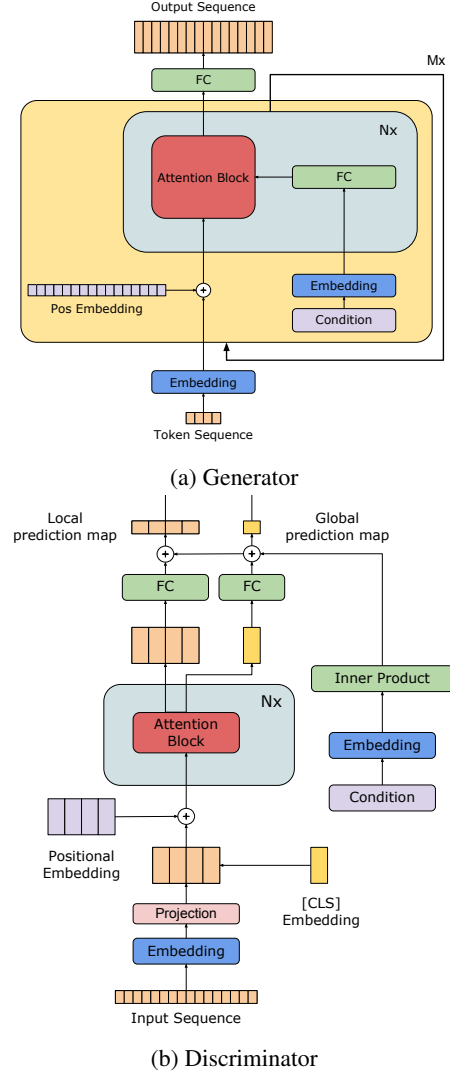 Output Sequence
FC
Mx
Nx
Attention Block
FC
Embedding
Pos Embedding
Condition
Embedding
Token Sequence
(a) Generator
Local
prediction map
Global
prediction map
FC
FC
Inner Product
Nx
Attention
Block
Embedding
Condition
Positional
Embedding
[CLS]
Embedding
Projection
Embedding
Input Sequence
(b) Discriminator